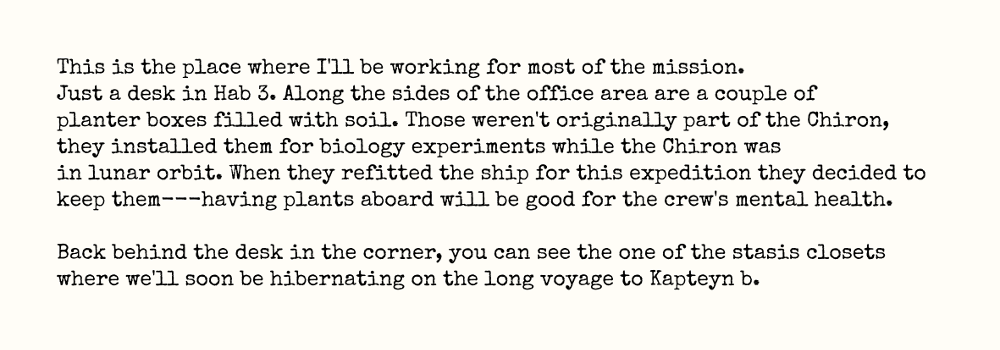 This is the place where I'll be working for most of the mission.
Just a desk in Hab 3. Along the sides of the office area are a couple of
planter boxes filled with soil. Those weren't originally part of the Chiron,
they installed them for biology experiments while the Chiron was
in lunar orbit. When they refitted the ship for this expedition they decided to
keep them---having plants aboard will be good for the crew's mental health.

Back behind the desk in the corner, you can see the one of the stasis closets
where we'll soon be hibernating on the long voyage to Kapteyn b.